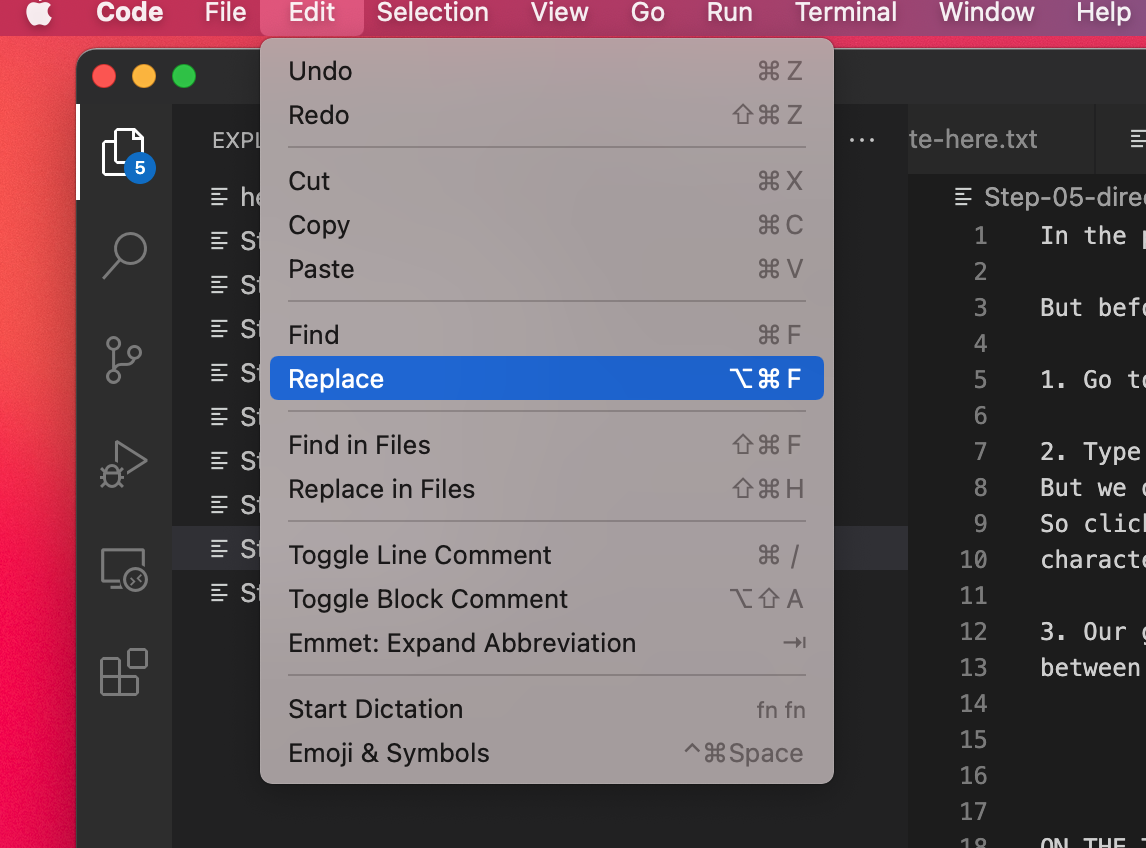 Code File Edit Selection View Go Run Terminal Window Help
Undo ⌘ Z
Redo ⇧⌘ Z
Cut ⌘ X
Copy ⌘ C
Paste ⌘ V
Find ⌘ F
Replace ⌥⌘ F
Find in Files ⇧⌘ F
Replace in Files ⇧⌘ H
Toggle Line Comment ⌘ /
Toggle Block Comment ⌥⇧ A
Emmet: Expand Abbreviation ⇥
Start Dictation fn fn
Emoji & Symbols ^⌘Space
5
EXPL
he
St
St
St
St
St
St
St
St
St
···
te-here.txt
Step-05-dire
1 In the
2
3 But befo
4
5 1. Go to
6
7 2. Type
8 But we
9 So click
10 characte
11
12 3. Our
13 between
14
15
16
17
18 ON THE